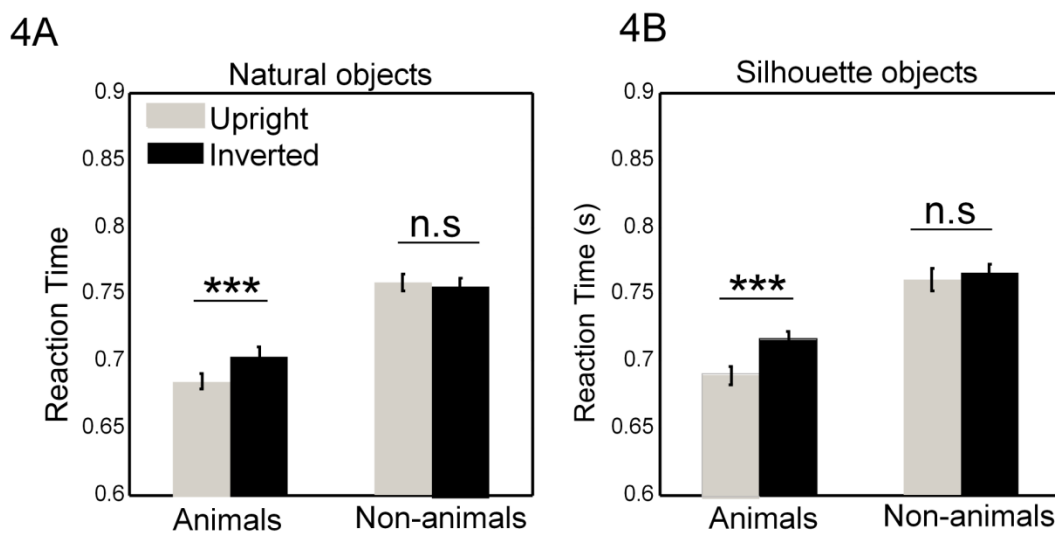 4A
Natural objects
Upright
Inverted
Reaction Time
0.9
0.85
0.8
0.75
0.7
0.65
0.6
***
n.s
Animals
Non-animals
4B
Silhouette objects
Reaction Time (s)
0.9
0.85
0.8
0.75
0.7
0.65
0.6
***
n.s
Animals
Non-animals